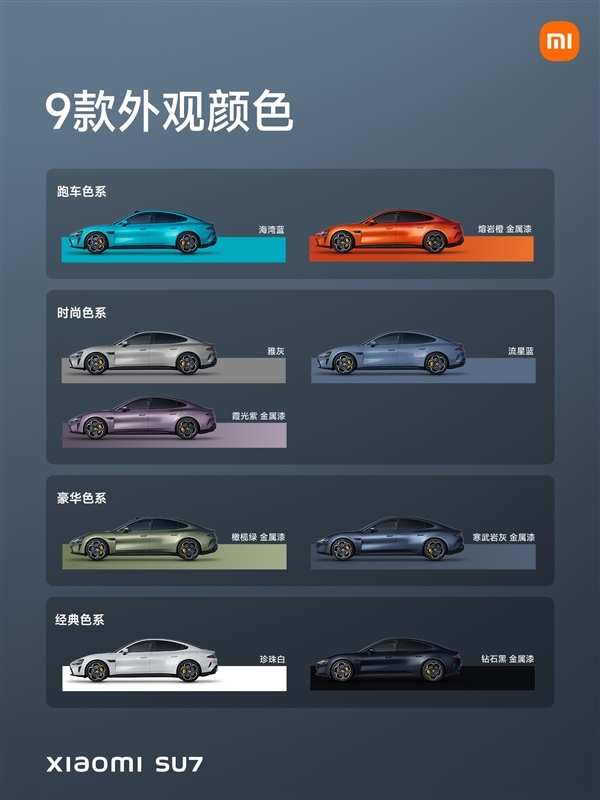 mi
9款外观颜色
跑车色系
海湾蓝
熔岩橙 金属漆
时尚色系
雅灰
流星蓝
霞光紫 金属漆
豪华色系
橄榄绿 金属漆
寒武岩灰 金属漆
经典色系
珍珠白
钻石黑 金属漆
xiaomi SU7